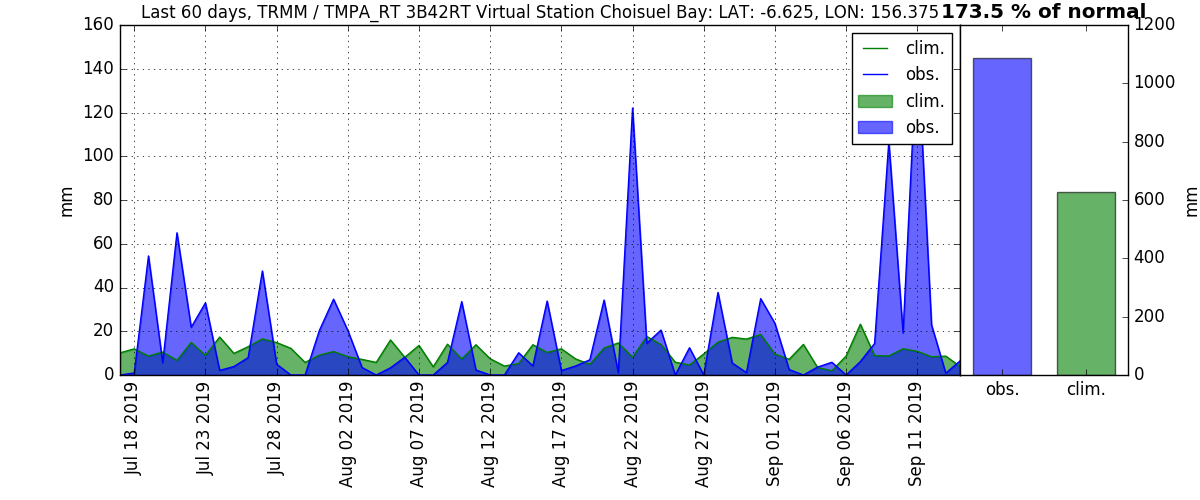 Last 60 days, TRMM / TMPA_RT 3B42RT Virtual Station Choisuel Bay: LAT: -6.625, LON: 156.375
173.5 % of normal
160
140
120
100
80
60
40
20
0
mm
clim.
obs.
clim.
obs.
1200
1000
800
600
400
200
0
mm
Jul 18 2019
Jul 23 2019
Jul 28 2019
Aug 02 2019
Aug 07 2019
Aug 12 2019
Aug 17 2019
Aug 22 2019
Aug 27 2019
Sep 01 2019
Sep 06 2019
Sep 11 2019
obs.
clim.